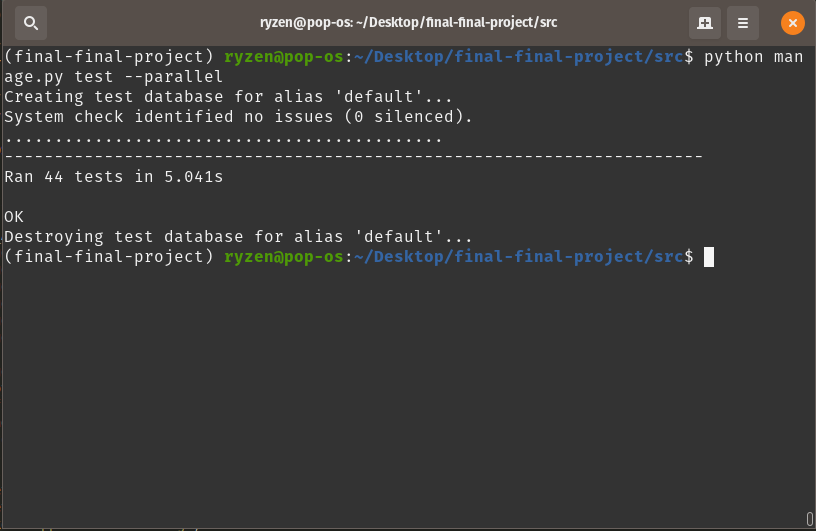 ryzen@pop-os: ~/Desktop/final-final-project/src
(final-final-project) ryzen@pop-os:~/Desktop/final-final-project/src$ python man
age.py test --parallel
Creating test database for alias 'default'...
System check identified no issues (0 silenced).
............................................
----------------------------------------------------------------------
Ran 44 tests in 5.041s
OK
Destroying test database for alias 'default'...
(final-final-project) ryzen@pop-os:~/Desktop/final-final-project/src$